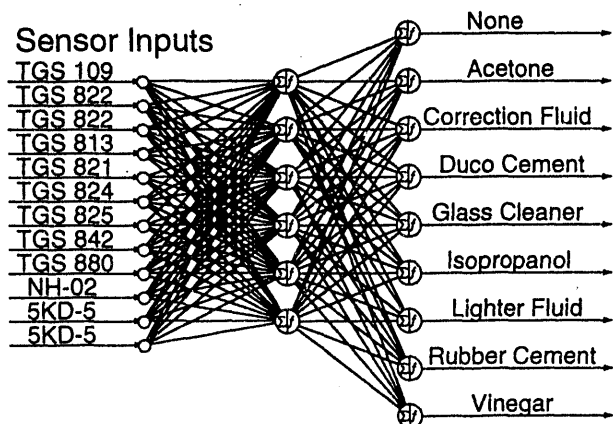 Sensor Inputs
TGS 109
TGS 822
TGS 822
TGS 813
TGS 821
TGS 824
TGS 825
TGS 842
TGS 880
NH-02
5KD-5
5KD-5
None
Acetone
Correction Fluid
Duco Cement
Glass Cleaner
Isopropanol
Lighter Fluid
Rubber Cement
Vinegar